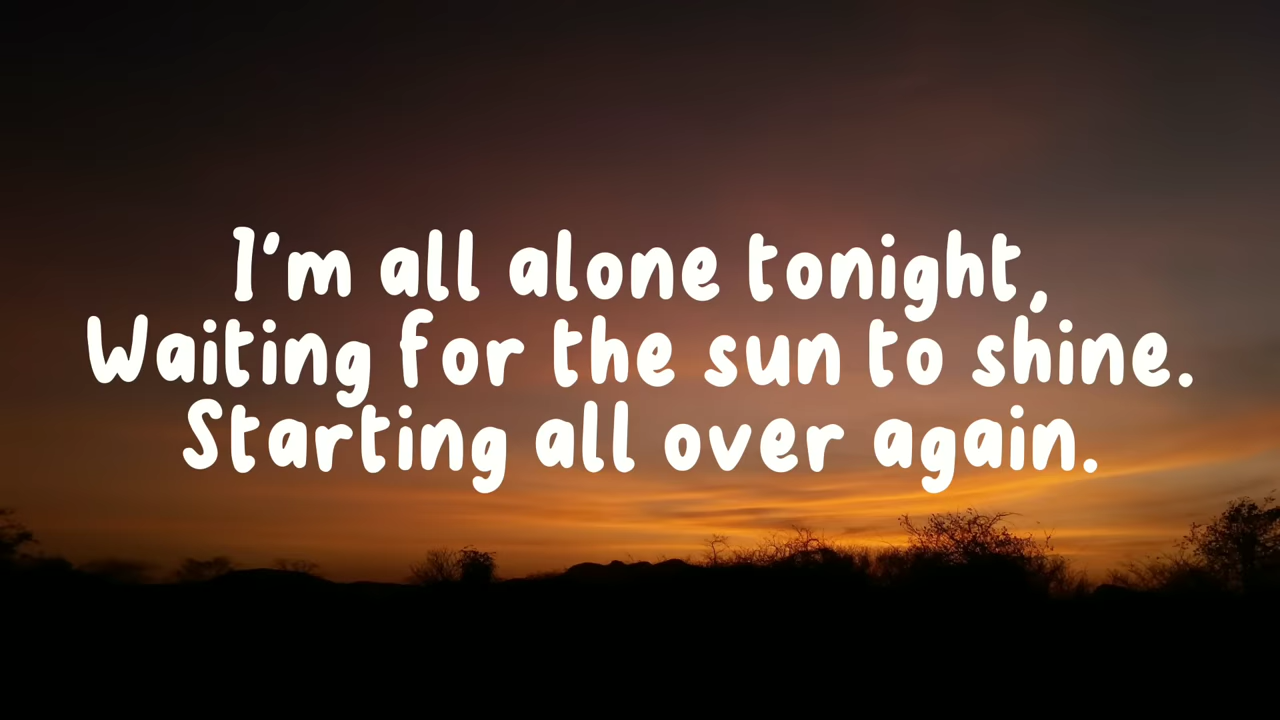 I'm all alone tonight,
Waiting for the sun to shine.
Starting all over again.